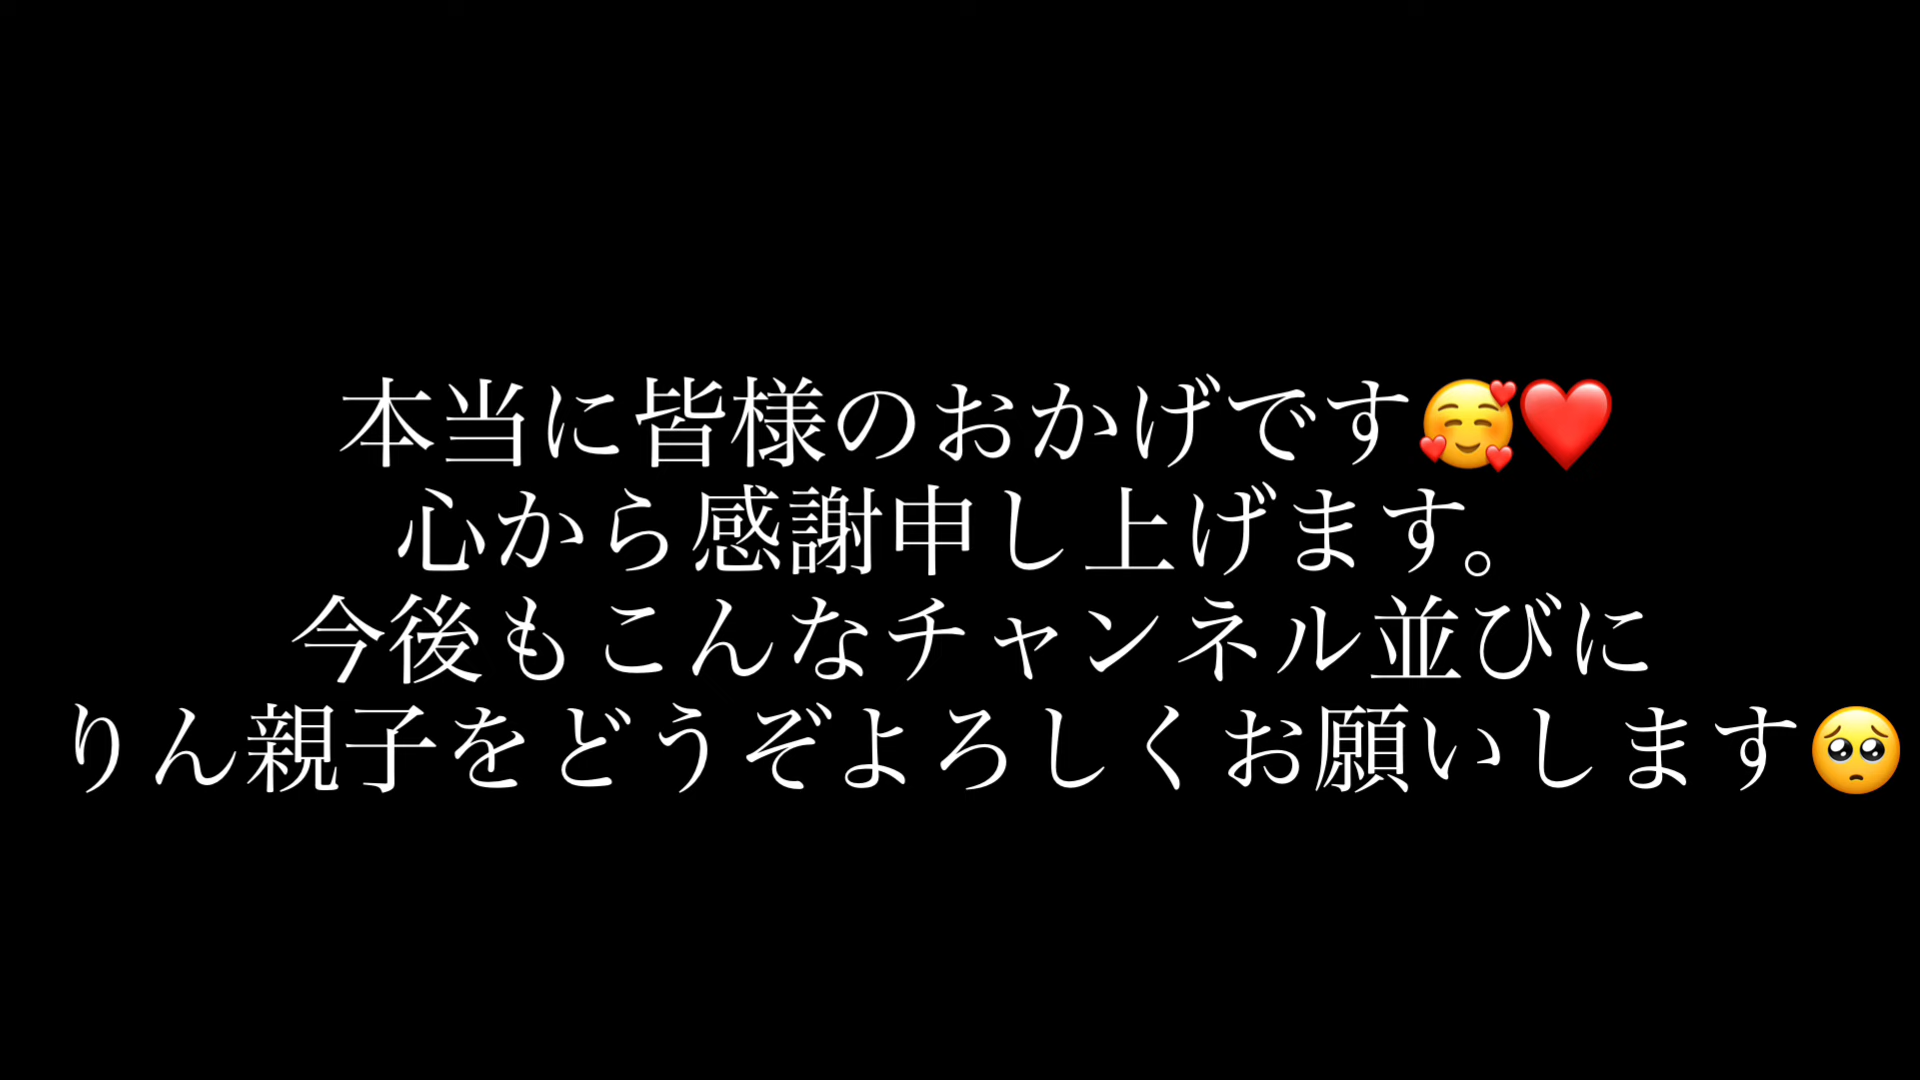 本当に皆様のおかげです🥰❤️
心から感謝申し上げます。
今後もこんなチャンネル並びに
りん親子をどうぞよろしくお願いします🥺